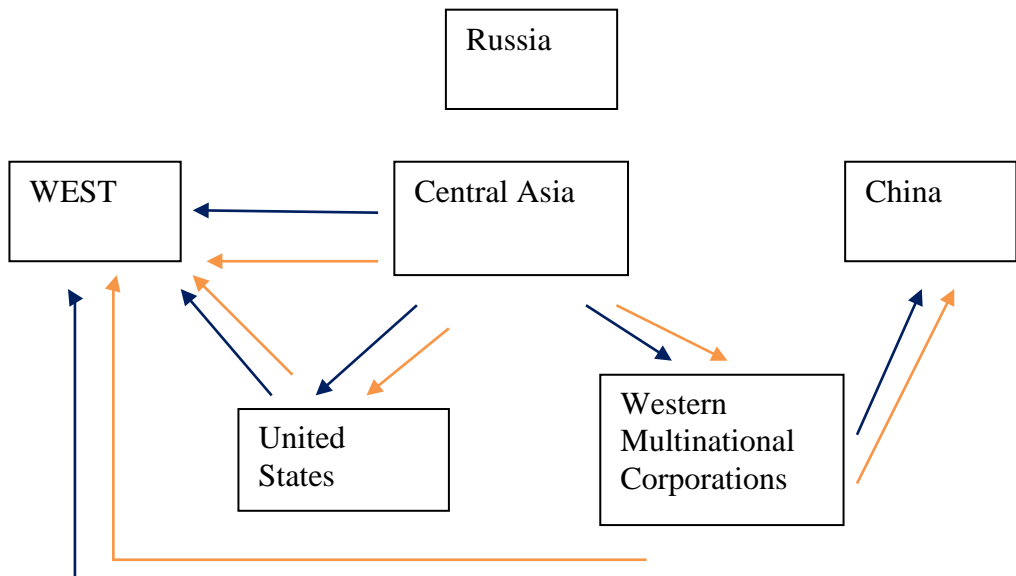 Russia
WEST
Central Asia
China
United
States
Western
Multinational
Corporations